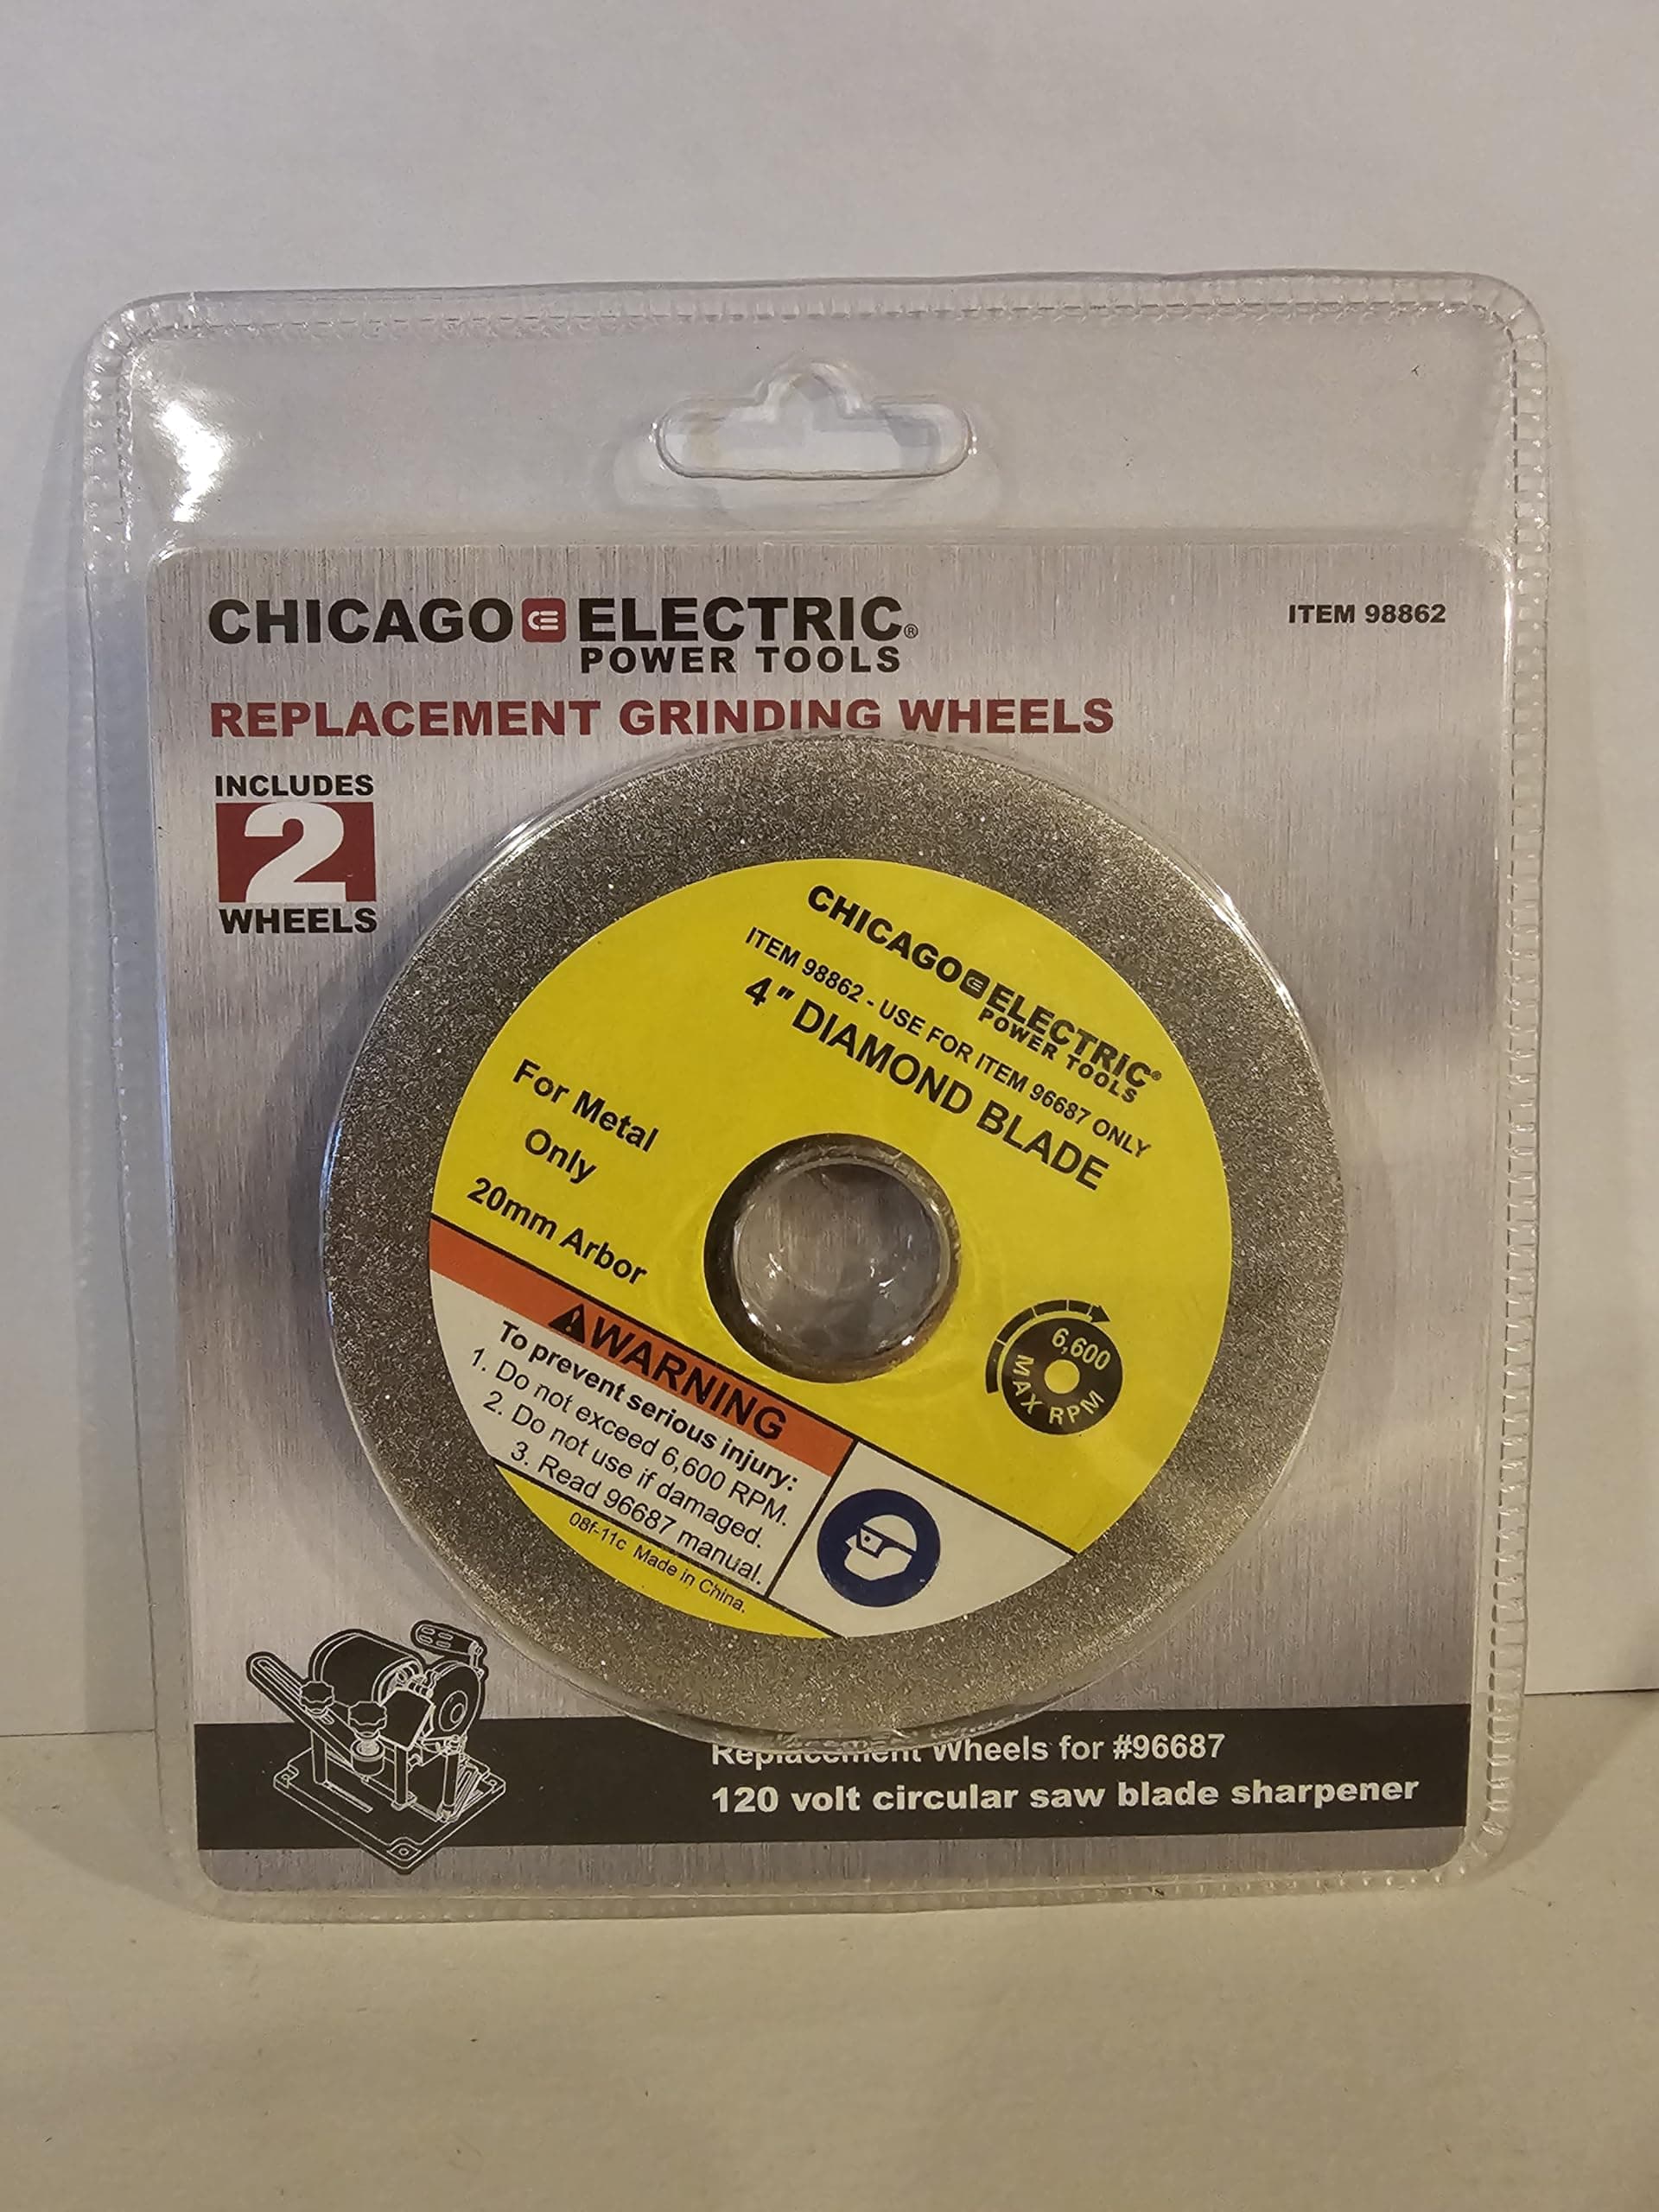 CHICAGO ELECTRIC®
POWER TOOLS
ITEM 98862
REPLACEMENT GRINDING WHEELS
INCLUDES
2
WHEELS
CHICAGO ELECTRIC®
POWER TOOLS
ITEM 98862 - USE FOR ITEM 96687 ONLY
4" DIAMOND BLADE
For Metal
Only
20mm Arbor
6,600
MAX RPM
WARNING
To prevent serious injury:
1. Do not exceed 6,600 RPM.
2. Do not use if damaged.
3. Read 96687 manual.
08f-11c Made in China.
Replacement Wheels for #96687
120 volt circular saw blade sharpener